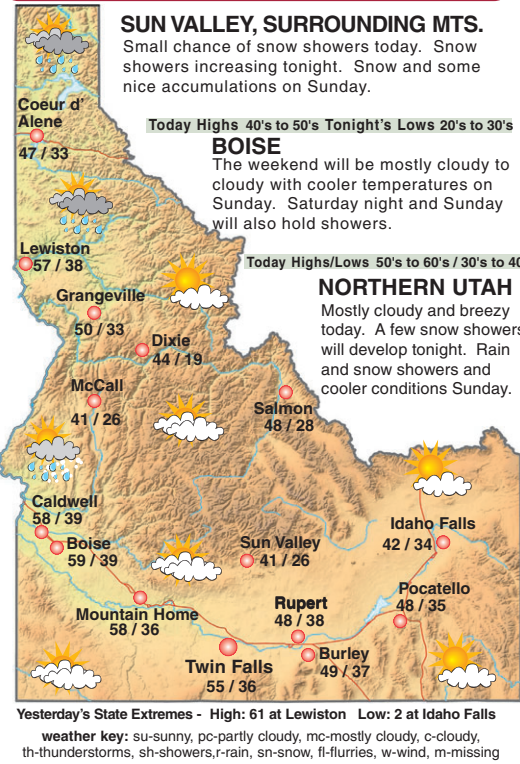 SUN VALLEY, SURROUNDING MTS.
Small chance of snow showers today. Snow
showers increasing tonight. Snow and some
nice accumulations on Sunday.
Today Highs 40's to 50's Tonight's Lows 20's to 30's
BOISE
The weekend will be mostly cloudy to
cloudy with cooler temperatures on
Sunday. Saturday night and Sunday
will also hold showers.
Today Highs/Lows 50's to 60's / 30's to 40
NORTHERN UTAH
Mostly cloudy and breezy
today. A few snow showers
will develop tonight. Rain
and snow showers and
cooler conditions Sunday.
Coeur d'
Alene
47 / 33
Lewiston
57 / 38
Grangeville
50 / 33
Dixie
44 / 19
McCall
41 / 26
Salmon
48 / 28
Caldwell
58 / 39
Boise
59 / 39
Sun Valley
41 / 26
Idaho Falls
42 / 34
Mountain Home
58 / 36
Rupert
48 / 38
Pocatello
48 / 35
Twin Falls
55 / 36
Burley
49 / 37
Yesterday's State Extremes - High: 61 at Lewiston Low: 2 at Idaho Falls
weather key: su-sunny, pc-partly cloudy, mc-mostly cloudy, c-cloudy,
th-thunderstorms, sh-showers,r-rain, sn-snow, fl-flurries, w-wind, m-missing